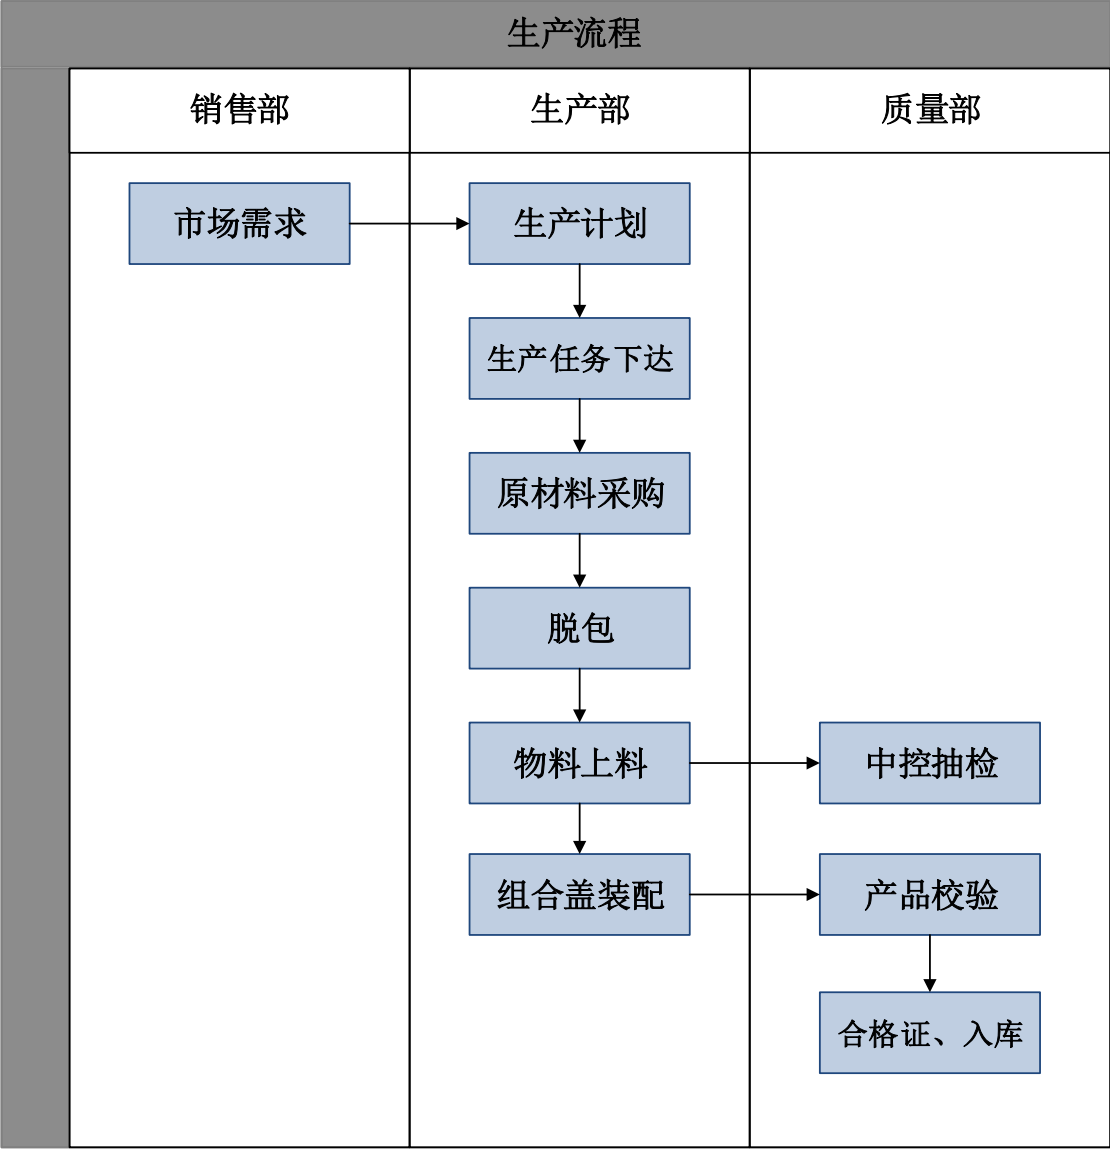 生产流程
销售部
生产部
质量部
市场需求
生产计划
生产任务下达
原材料采购
脱包
物料上料
中控抽检
组合盖装配
产品校验
合格证、入库